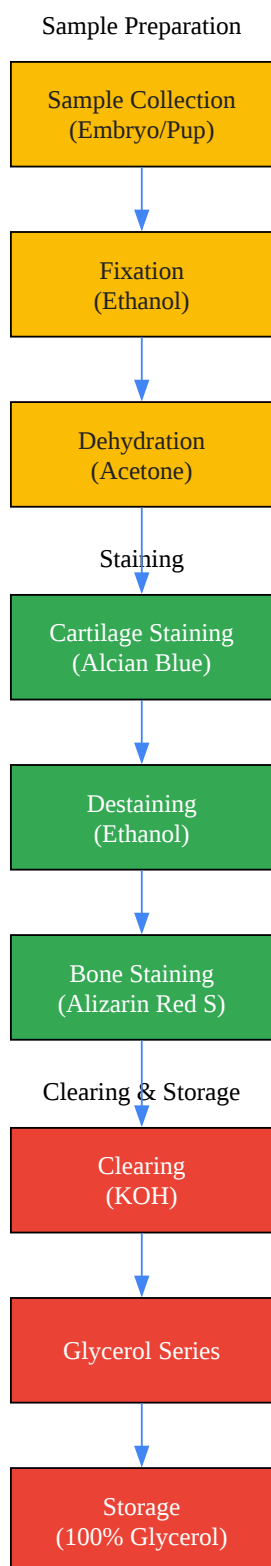 Sample Preparation
Sample Collection
(Embryo/Pup)
Fixation
(Ethanol)
Dehydration
(Acetone)
Staining
Cartilage Staining
(Alcian Blue)
Destaining
(Ethanol)
Bone Staining
(Alizarin Red S)
Clearing & Storage
Clearing
(KOH)
Glycerol Series
Storage
(100% Glycerol)